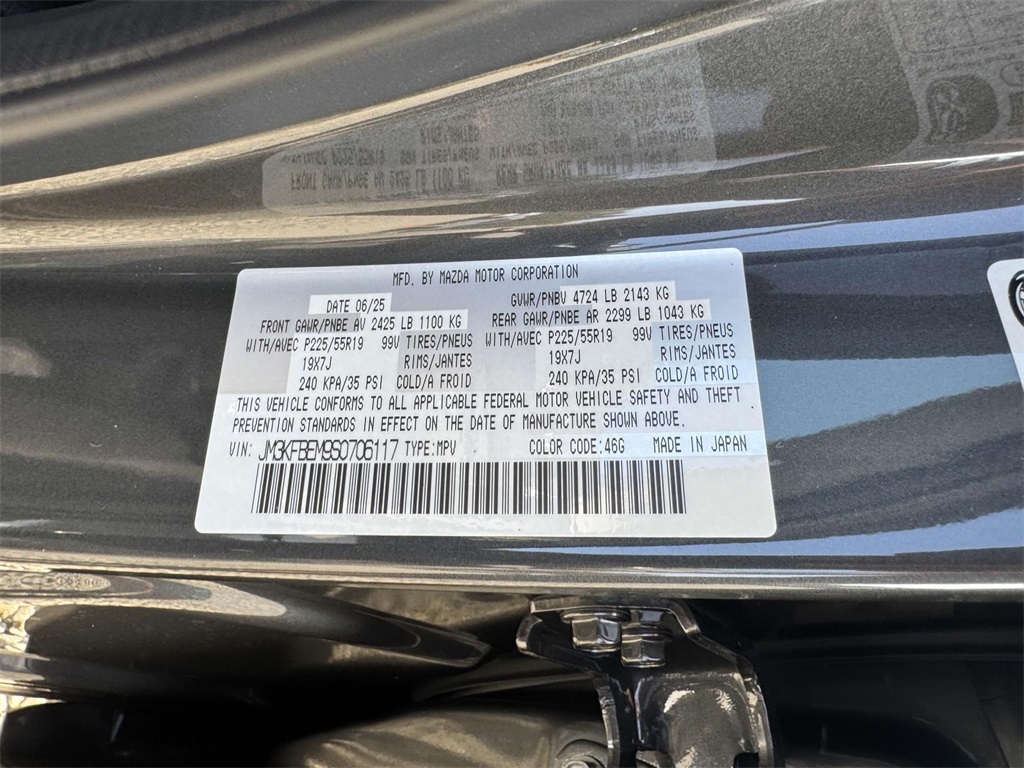 MFD. BY MAZDA MOTOR CORPORATION
DATE 06/25 GVWR/PNBV 4724 LB 2143 KG
FRONT GAWR/PNBE AV 2425 LB 1100 KG REAR GAWR/PNBE AR 2299 LB 1043 KG
WITH/AVEC P225/55R19 99V TIRES/PNEUS WITH/AVEC P225/55R19 99V TIRES/PNEUS
19X7J RIMS/JANTES 19X7J RIMS/JANTES
240 KPA/35 PSI COLD/A FROID 240 KPA/35 PSI COLD/A FROID
THIS VEHICLE CONFORMS TO ALL APPLICABLE FEDERAL MOTOR VEHICLE SAFETY AND THEFT
PREVENTION STANDARDS IN EFFECT ON THE DATE OF MANUFACTURE SHOWN ABOVE.
VIN: JM3KFBEM9S0706117 TYPE:MPV COLOR CODE:46G MADE IN JAPAN